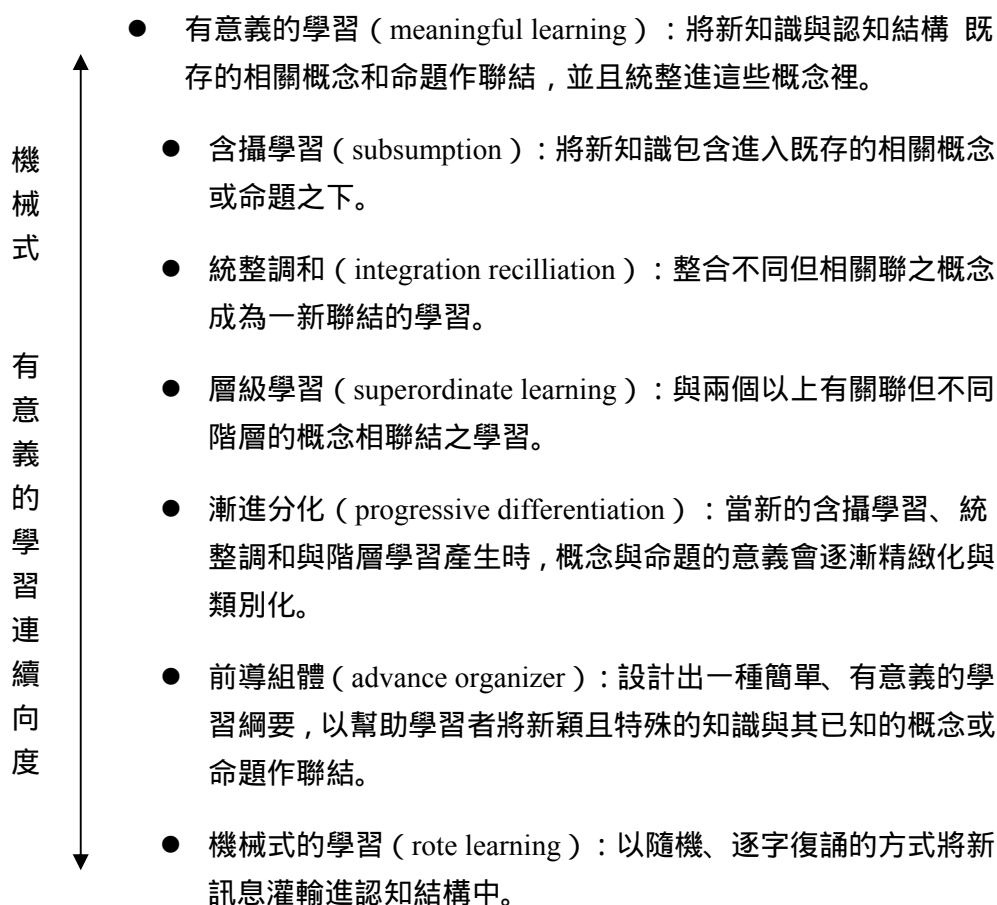 ● 有意義的學習（meaningful learning）：將新知識與認知結構 既
存的相關概念和命題作聯結，並且統整進這些概念裡。
● 含攝學習（subsumption）：將新知識包含進入既存的相關概念
或命題之下。
● 統整調和（integration recilliation）：整合不同但相關聯之概念
成為一新聯結的學習。
● 層級學習（superordinate learning）：與兩個以上有關聯但不同
階層的概念相聯結之學習。
● 漸進分化（progressive differentiation）：當新的含攝學習、統
整調和與階層學習產生時，概念與命題的意義會逐漸精緻化與
類別化。
● 前導組體（advance organizer）：設計出一種簡單、有意義的學
習綱要，以幫助學習者將新穎且特殊的知識與其已知的概念或
命題作聯結。
● 機械式的學習（rote learning）：以隨機、逐字復誦的方式將新
訊息灌輸進認知結構中。
機械式 有意義的學習連續向度